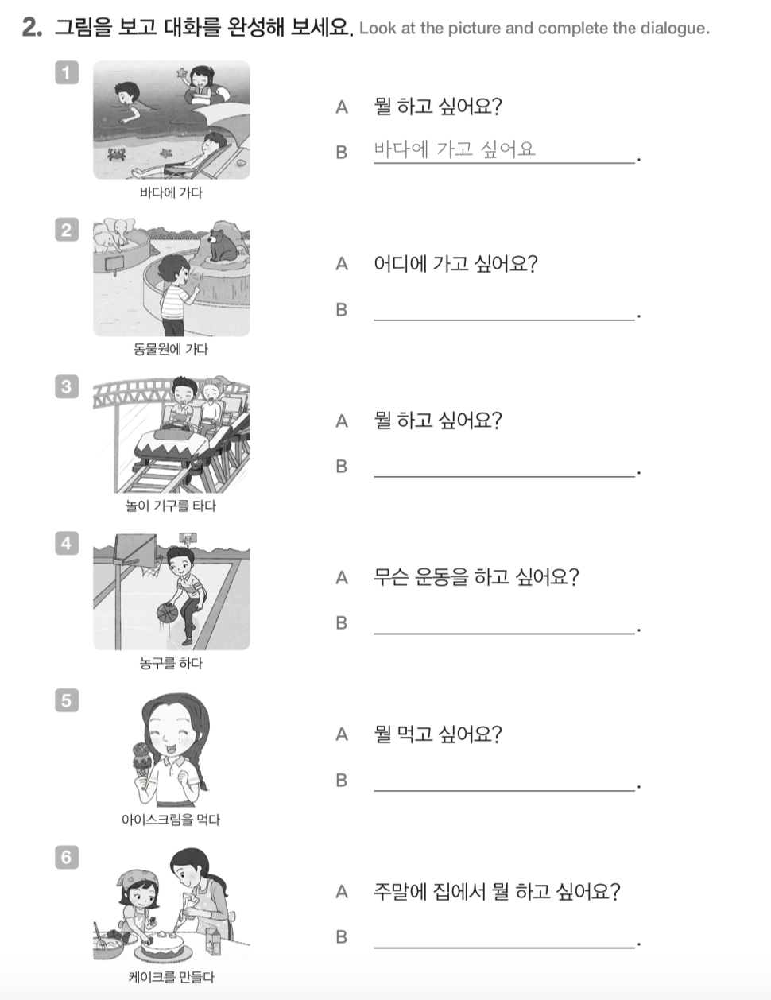 2. 그림을 보고 대화를 완성해 보세요. Look at the picture and complete the dialogue.
1
A 뭘 하고 싶어요?
B 바다에 가고 싶어요.
바다에 가다
2
A 어디에 가고 싶어요?
B .
동물원에 가다
3
A 뭘 하고 싶어요?
B .
놀이 기구를 타다
4
A 무슨 운동을 하고 싶어요?
B .
농구를 하다
5
A 뭘 먹고 싶어요?
B .
아이스크림을 먹다
6
A 주말에 집에서 뭘 하고 싶어요?
B .
케이크를 만들다